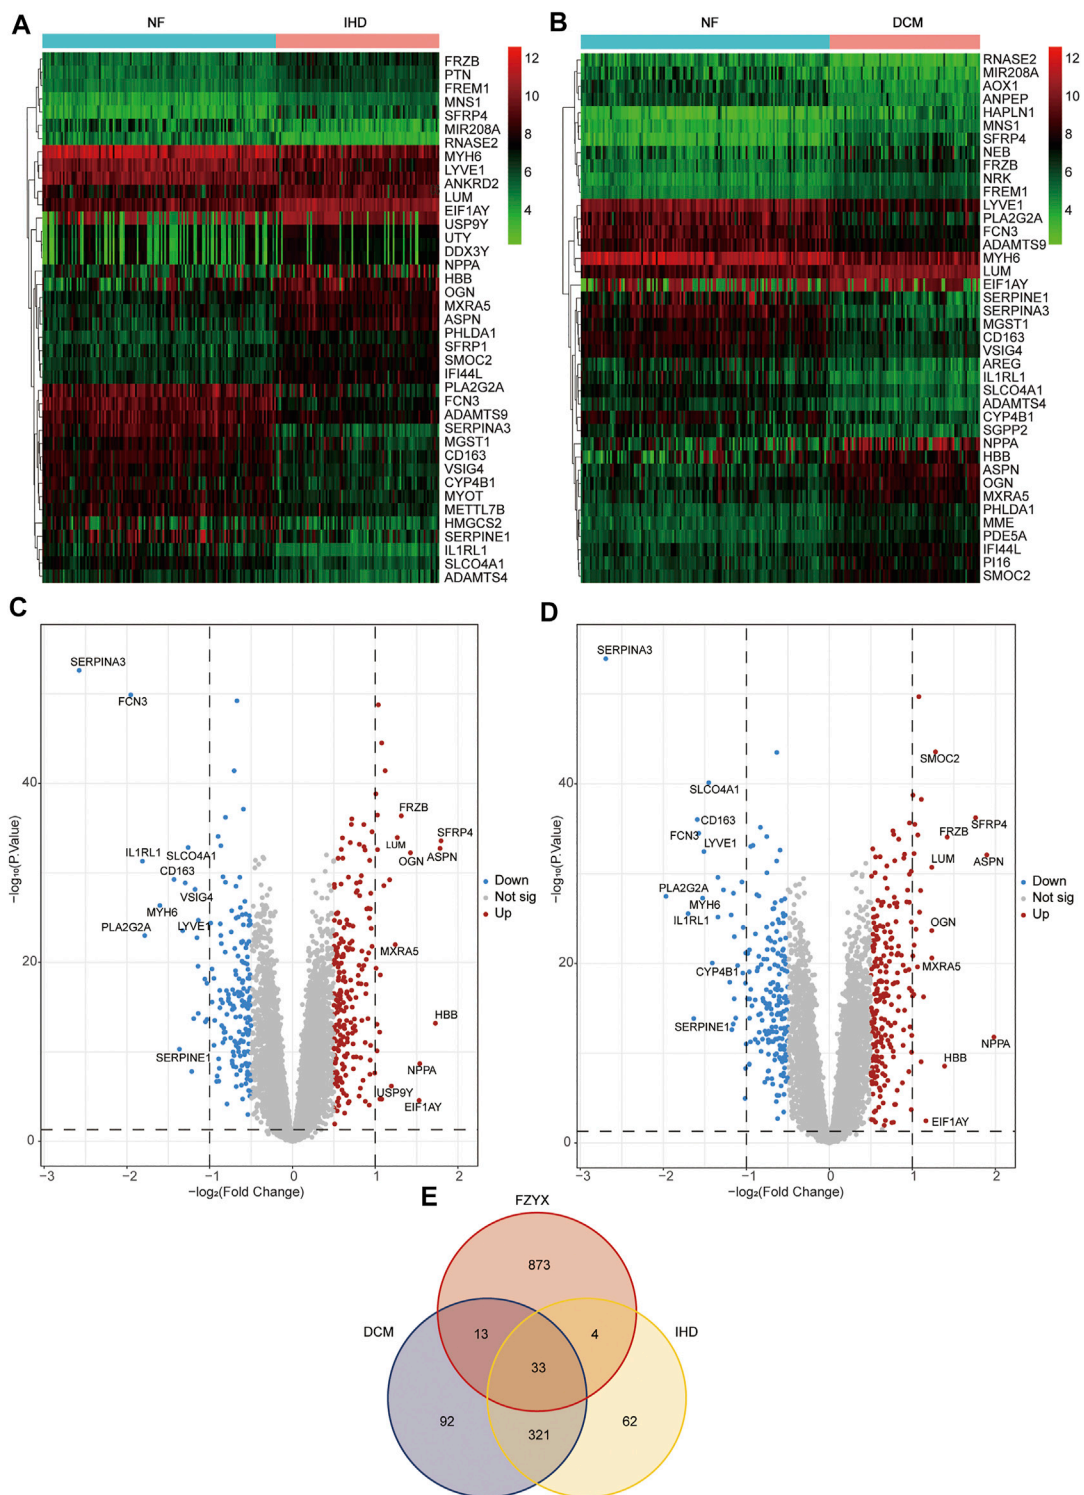 A
NF
IHD
FRZB
PTN
FREM1
MNS1
SFRP4
MIR208A
RNASE2
MYH6
LYVE1
ANKRD2
LUM
EIF1AY
USP9Y
UTY
DDX3Y
NPPA
HBB
OGN
MXRA5
ASPN
PHLDA1
SFRP1
SMOC2
IFI44L
PLA2G2A
FCN3
ADAMTS9
SERPINA3
MGST1
CD163
VSIG4
CYP4B1
MYOT
METTL7B
HMGCS2
SERPINE1
IL1RL1
SLCO4A1
ADAMTS4
12
10
8
6
4
B
NF
DCM
RNASE2
MIR208A
AOX1
ANPEP
HAPLN1
MNS1
SFRP4
NEB
FRZB
NRK
FREM1
LYVE1
PLA2G2A
FCN3
ADAMTS9
MYH6
LUM
EIF1AY
SERPINE1
SERPINA3
MGST1
CD163
VSIG4
AREG
IL1RL1
SLCO4A1
ADAMTS4
CYP4B1
SGPP2
NPPA
HBB
ASPN
OGN
MXRA5
PHLDA1
MME
PDE5A
IFI44L
PI16
SMOC2
12
10
8
6
4
C
SERPINA3
FCN3
FRZB
SFRP4
LUM
ASPN
OGN
IL1RL1
SLCO4A1
CD163
VSIG4
MYH6
PLA2G2A
LYVE1
MXRA5
HBB
SERPINE1
NPPA
USP9Y
EIF1AY
40
20
0
−log₁₀(P.Value)
−3
−2
−1
0
1
2
−log₂(Fold Change)
Down
Not sig
Up
D
SERPINA3
SMOC2
SLCO4A1
CD163
FCN3
LYVE1
SFRP4
FRZB
LUM
ASPN
PLA2G2A
MYH6
IL1RL1
OGN
CYP4B1
MXRA5
SERPINE1
NPPA
HBB
EIF1AY
40
20
0
−log₁₀(P.Value)
−3
−2
−1
0
1
2
−log₂(Fold Change)
Down
Not sig
Up
E
FZYX
873
DCM
13
4
IHD
33
92
321
62